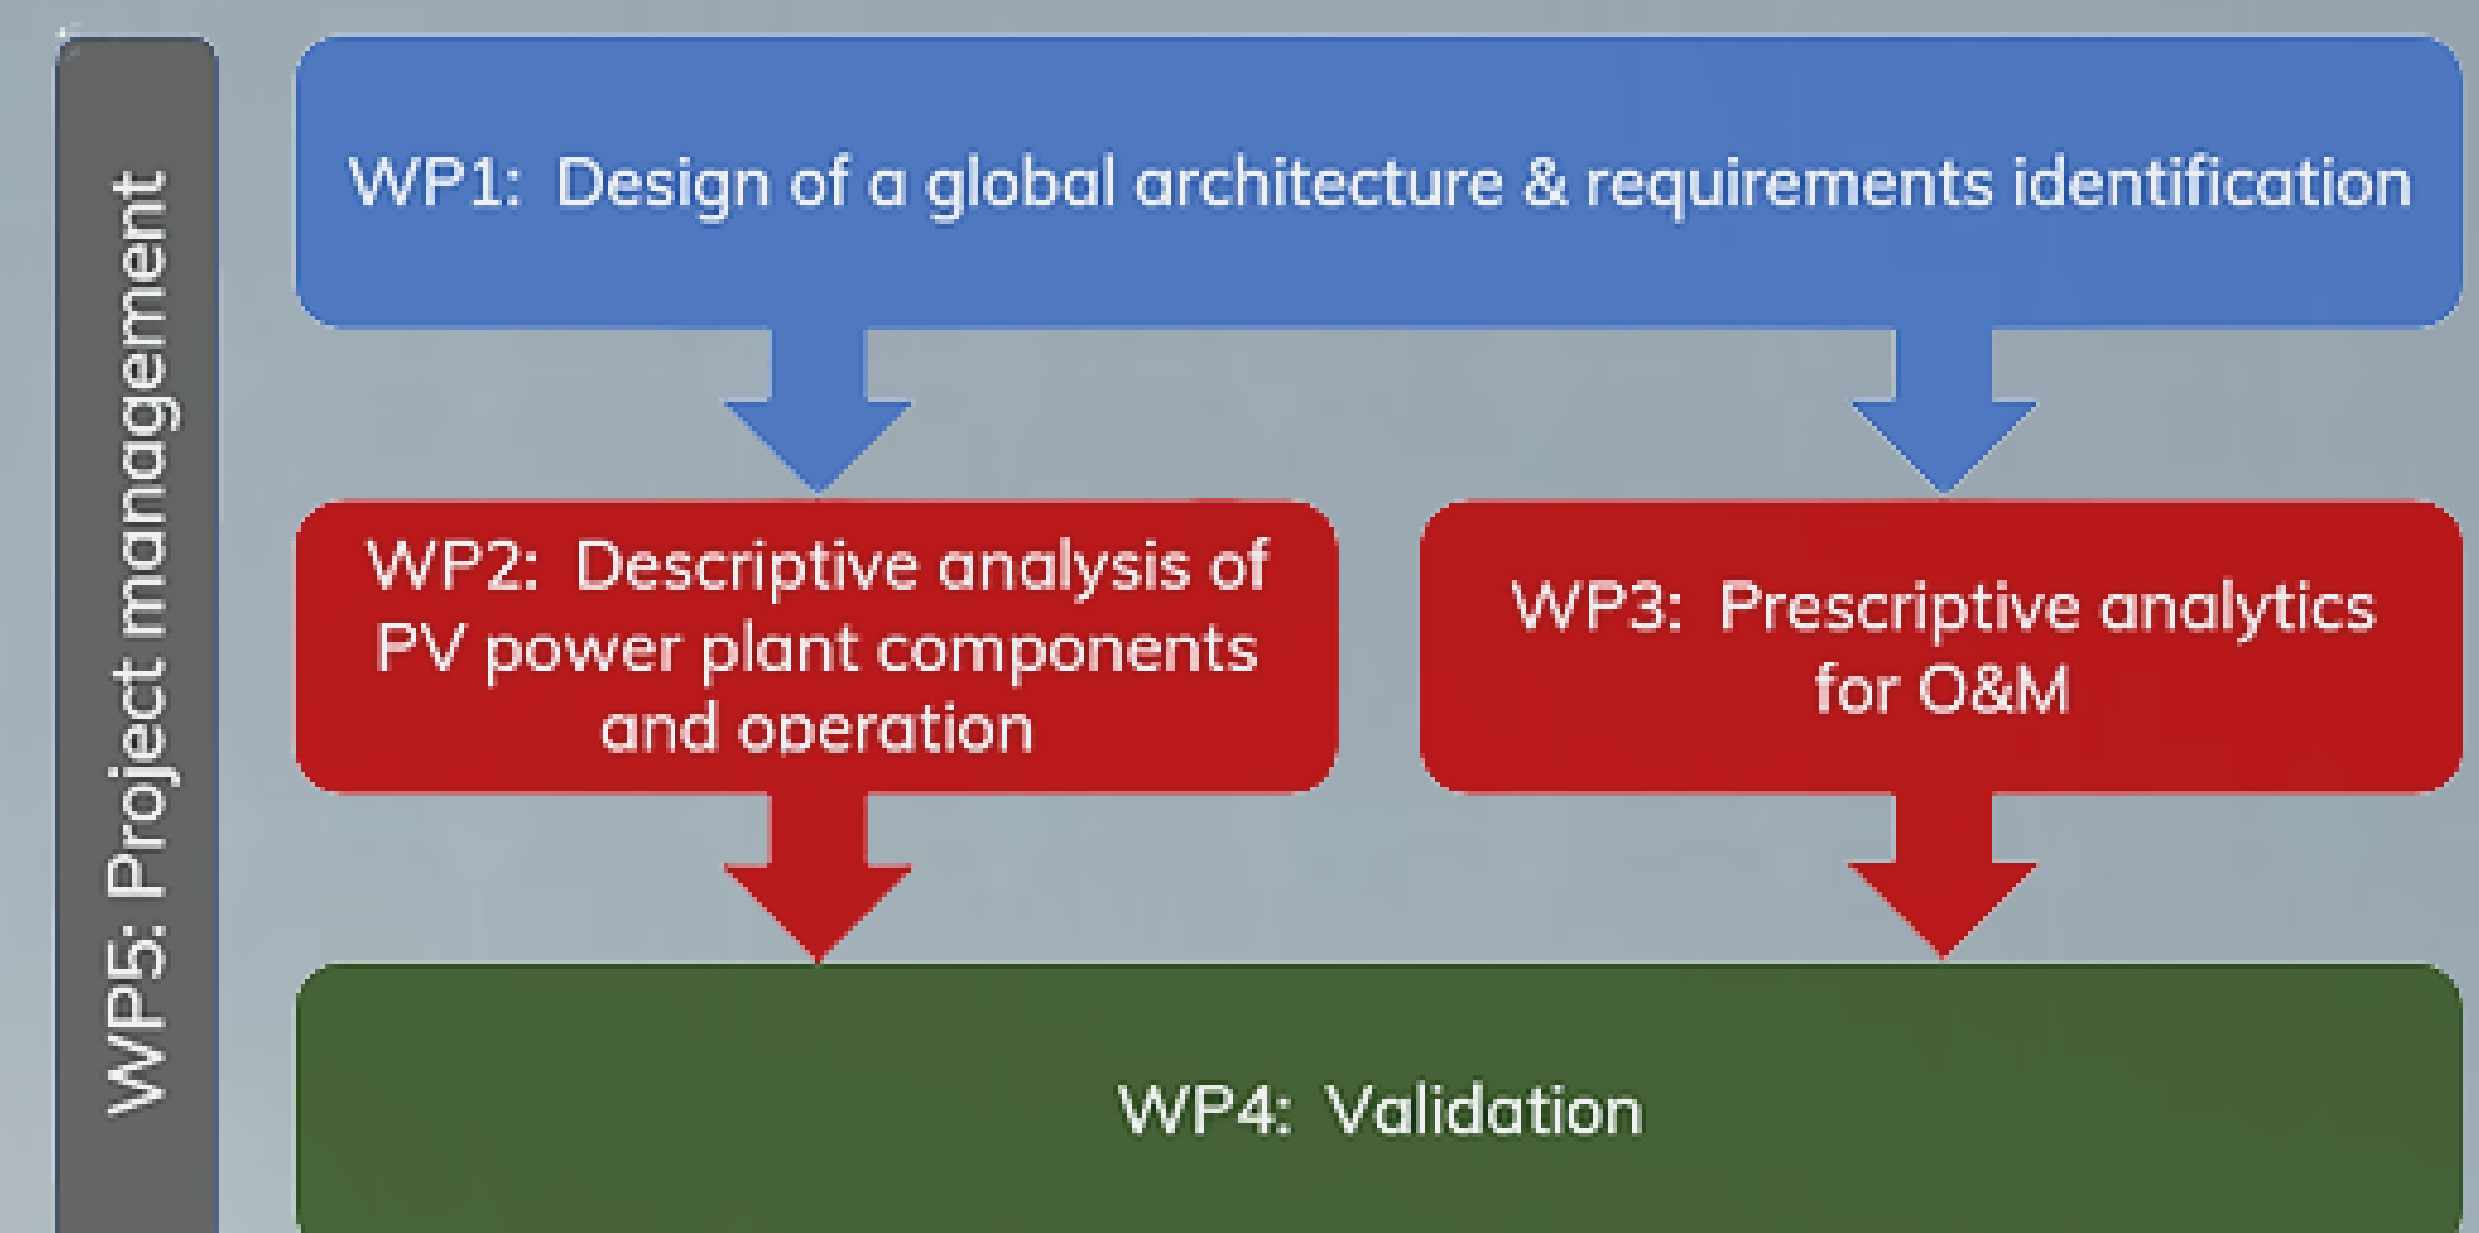 WP5: Project management
WP1: Design of a global architecture & requirements identification
WP2: Descriptive analysis of
PV power plant components
and operation
WP3: Prescriptive analytics
for O&M
WP4: Validation